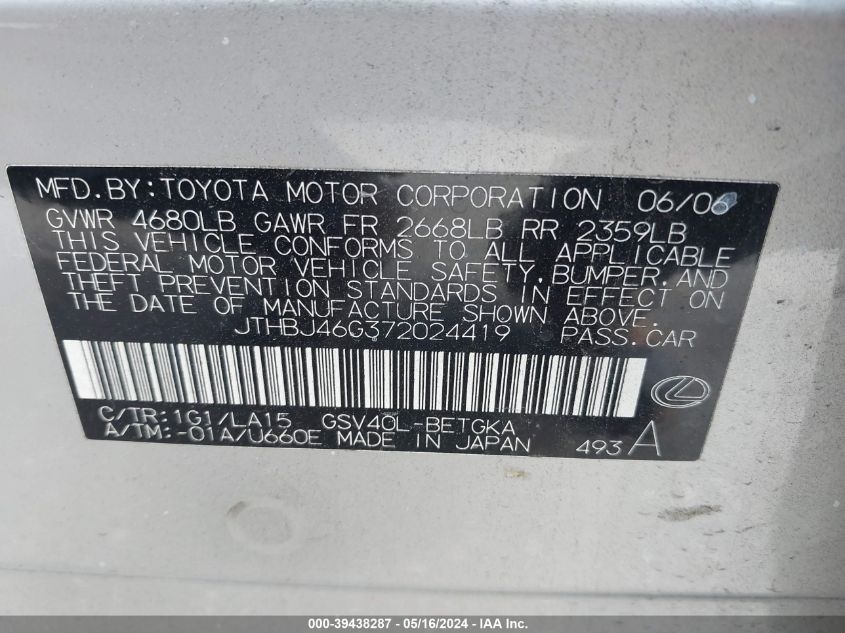 MFD.BY:TOYOTA MOTOR CORPORATION 06/06
GVWR 4680LB GAWR FR 2668LB RR 2359LB
THIS VEHICLE CONFORMS TO ALL APPLICABLE
FEDERAL MOTOR VEHICLE SAFETY,BUMPER,AND
THEFT PREVENTION STANDARDS IN EFFECT ON
THE DATE OF MANUFACTURE SHOWN ABOVE.
JTHBJ46G372024419 PASS.CAR
C/TR:1G1/LA15 GSV40L-BETGKA
A/TM:-01A/U660E MADE IN JAPAN 493A
000-39438287 - 05/16/2024 - IAA Inc.